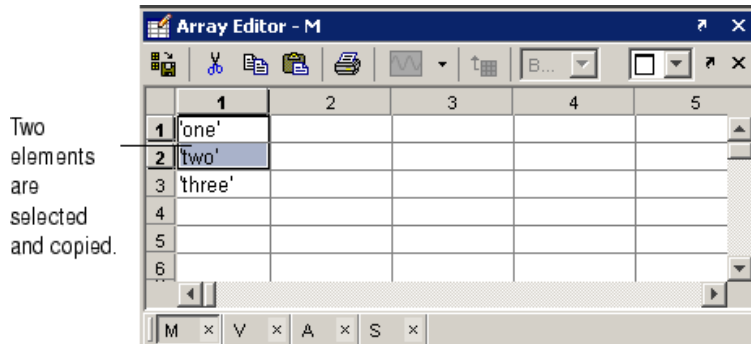 Array Editor - M
B...
1 2 3 4 5
1 'one'
2 'two'
3 'three'
4
5
6
Two
elements
are
selected
and copied.
M V A S